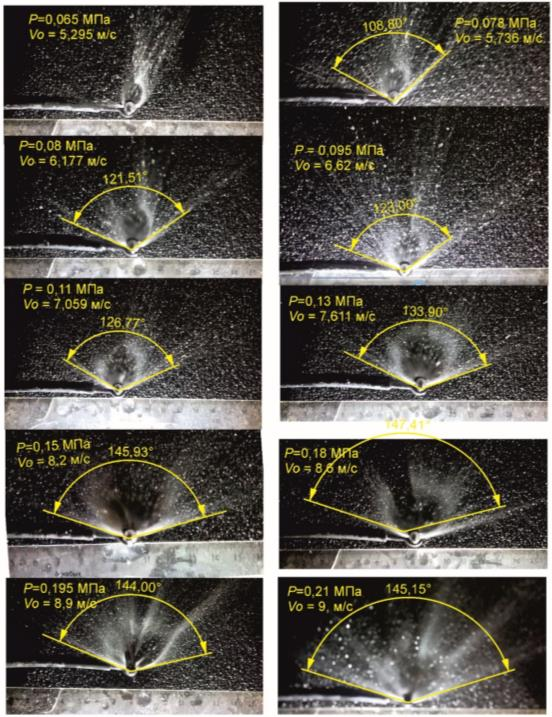 P=0,065 МПа
Vo = 5,295 м/с
108,80°
P=0,078 МПа
Vo = 5,736 м/с
P=0,08 МПа
Vo = 6,177 м/с
121,51°
P = 0,095 МПа
Vo = 6,62 м/с
123,00°
P = 0,11 МПа
Vo = 7,059 м/с
126,77°
P = 0,13 МПа
Vo = 7,611 м/с
133,90°
P=0,15 МПа
Vo = 8,2 м/с
145,93°
147,41°
P=0,18 МПа
Vo = 8,6 м/с
P=0,195 МПа
Vo = 8,9 м/с
144,00°
P=0,21 МПа
Vo = 9, м/с
145,15°